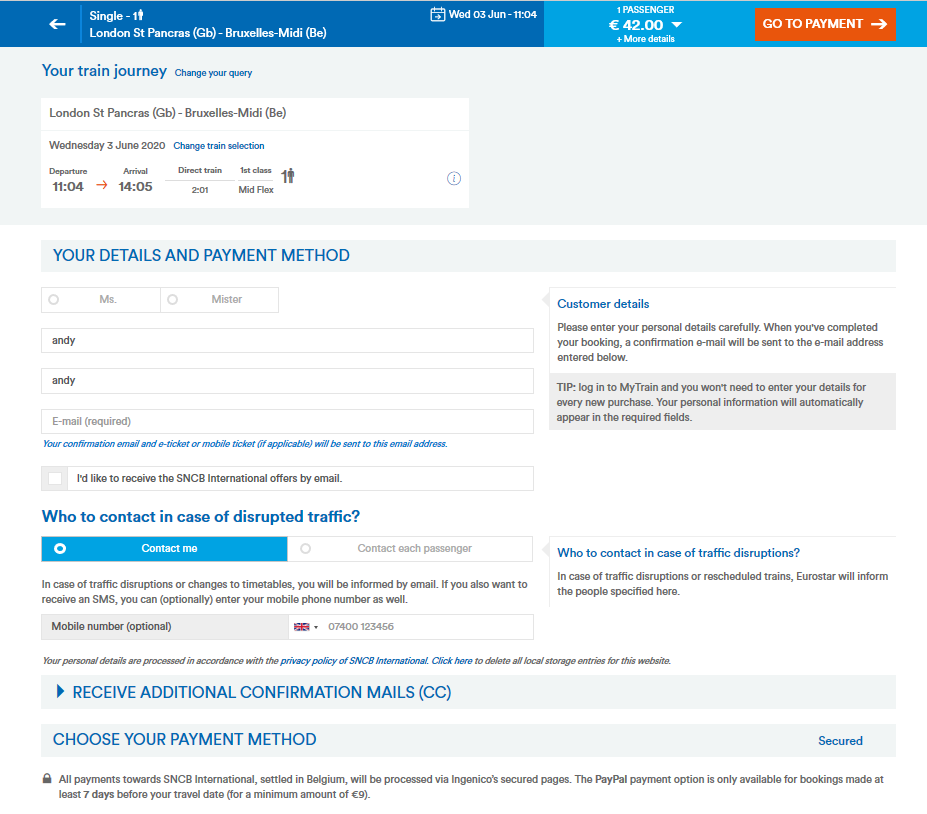 Single - 1
London St Pancras (Gb) - Bruxelles-Midi (Be)
Wed 03 Jun - 11:04
1 PASSENGER
€ 42.00
+ More details
GO TO PAYMENT
Your train journey Change your query
London St Pancras (Gb) - Bruxelles-Midi (Be)
Wednesday 3 June 2020 Change train selection
Departure Arrival Direct train 1st class 1
11:04 14:05 2:01 Mid Flex
YOUR DETAILS AND PAYMENT METHOD
Ms. Mister
andy
andy
E-mail (required)
Your confirmation email and e-ticket or mobile ticket (if applicable) will be sent to this email address.
I'd like to receive the SNCB International offers by email.
Customer details
Please enter your personal details carefully. When you've completed
your booking, a confirmation e-mail will be sent to the e-mail address
entered below.
TIP: log in to MyTrain and you won't need to enter your details for
every new purchase. Your personal information will automatically
appear in the required fields.
Who to contact in case of disrupted traffic?
Contact me Contact each passenger
In case of traffic disruptions or changes to timetables, you will be informed by email. If you also want to
receive an SMS, you can (optionally) enter your mobile phone number as well.
Mobile number (optional) 07400 123456
Who to contact in case of traffic disruptions?
In case of traffic disruptions or rescheduled trains, Eurostar will inform
the people specified here.
Your personal details are processed in accordance with the privacy policy of SNCB International. Click here to delete all local storage entries for this website.
RECEIVE ADDITIONAL CONFIRMATION MAILS (CC)
CHOOSE YOUR PAYMENT METHOD Secured
All payments towards SNCB International, settled in Belgium, will be processed via Ingenico's secured pages. The PayPal payment option is only available for bookings made at
least 7 days before your travel date (for a minimum amount of €9).